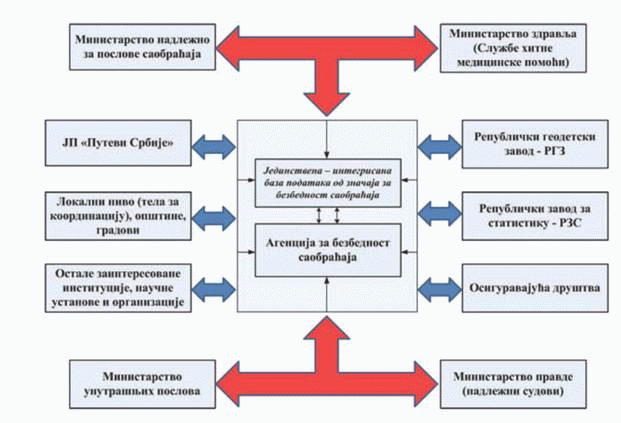 Министарство надлежно
за послове саобраћаја
Министарство здравља
(Службе хитне
медицинске помоћи)
ЈП «Путеви Србије»
Јединствена – интегрисана
база података од значаја за
безбедност саобраћаја
Републички геодетски
завод - РГЗ
Локални ниво (тела за
координацију), општине,
градови
Републички завод за
статистику - РЗС
Агенција за безбедност
саобраћаја
Остале заинтересоване
институције, научне
установе и организације
Осигуравајућа друштва
Министарство
унутрашњих послова
Министарство правде
(надлежни судови)